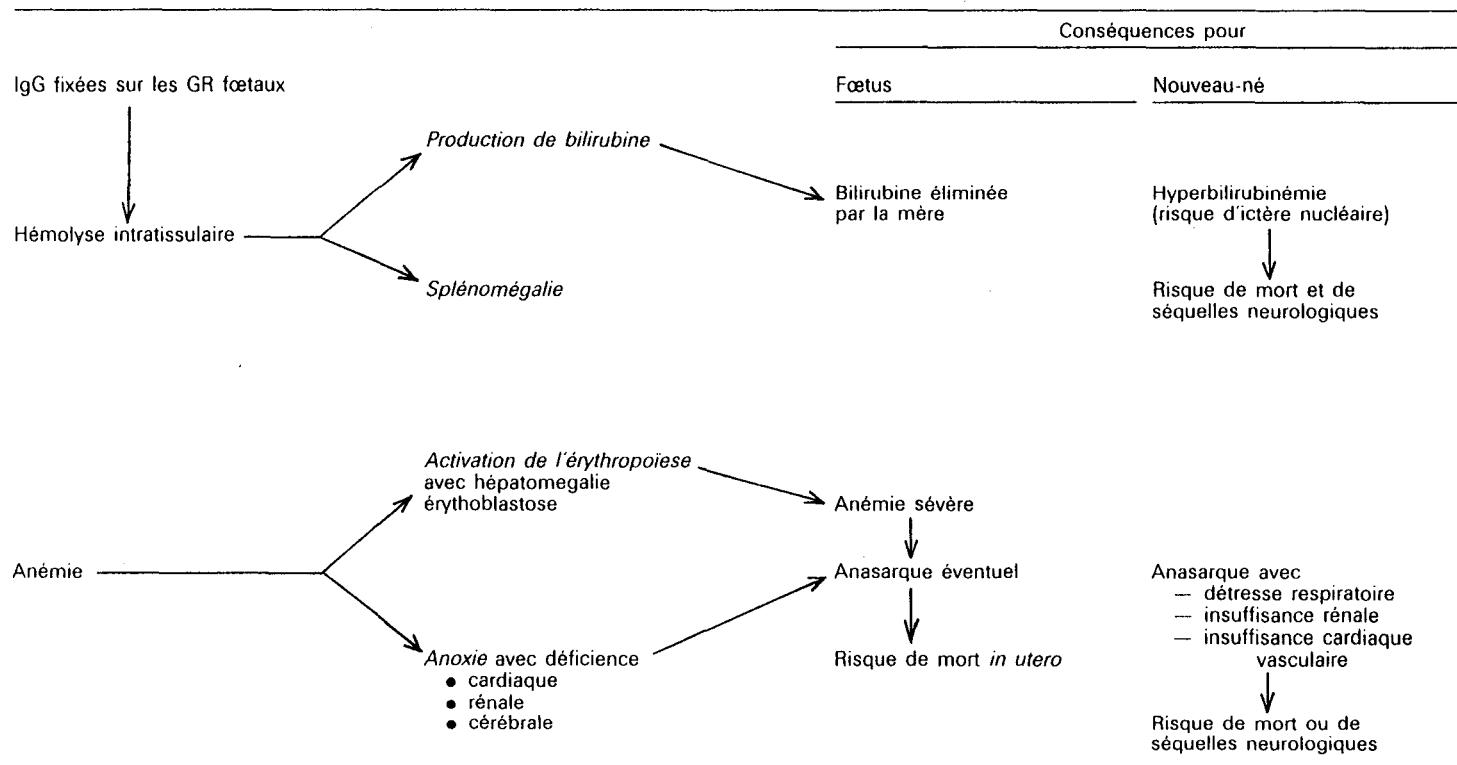 Conséquences pour
IgG fixées sur les GR fœtaux
Fœtus
Nouveau-né
Production de bilirubine
Bilirubine éliminée
par la mère
Hyperbilirubinémie
(risque d'ictère nucléaire)
Hémolyse intratissulaire
Splénomégalie
Risque de mort et de
séquelles neurologiques
Activation de l'érythropoïese
avec hépatomegalie
érythoblastose
Anémie sévère
Anémie
Anasarque éventuel
Anasarque avec
— détresse respiratoire
— insuffisance rénale
— insuffisance cardiaque
vasculaire
Anoxie avec déficience
● cardiaque
● rénale
● cérébrale
Risque de mort in utero
Risque de mort ou de
séquelles neurologiques